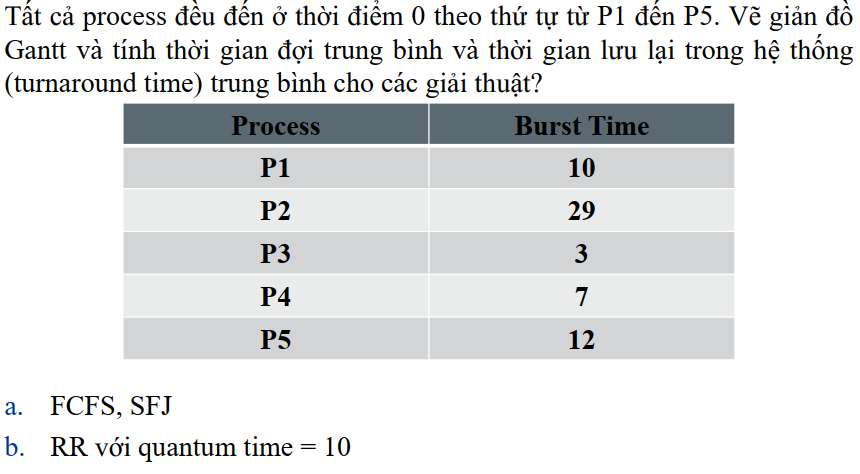 Tất cả process đều đến ở thời điểm 0 theo thứ tự từ P1 đến P5. Vẽ giản đồ
Gantt và tính thời gian đợi trung bình và thời gian lưu lại trong hệ thống
(turnaround time) trung bình cho các giải thuật?
Process Burst Time
P1 10
P2 29
P3 3
P4 7
P5 12
a. FCFS, SFJ
b. RR với quantum time = 10